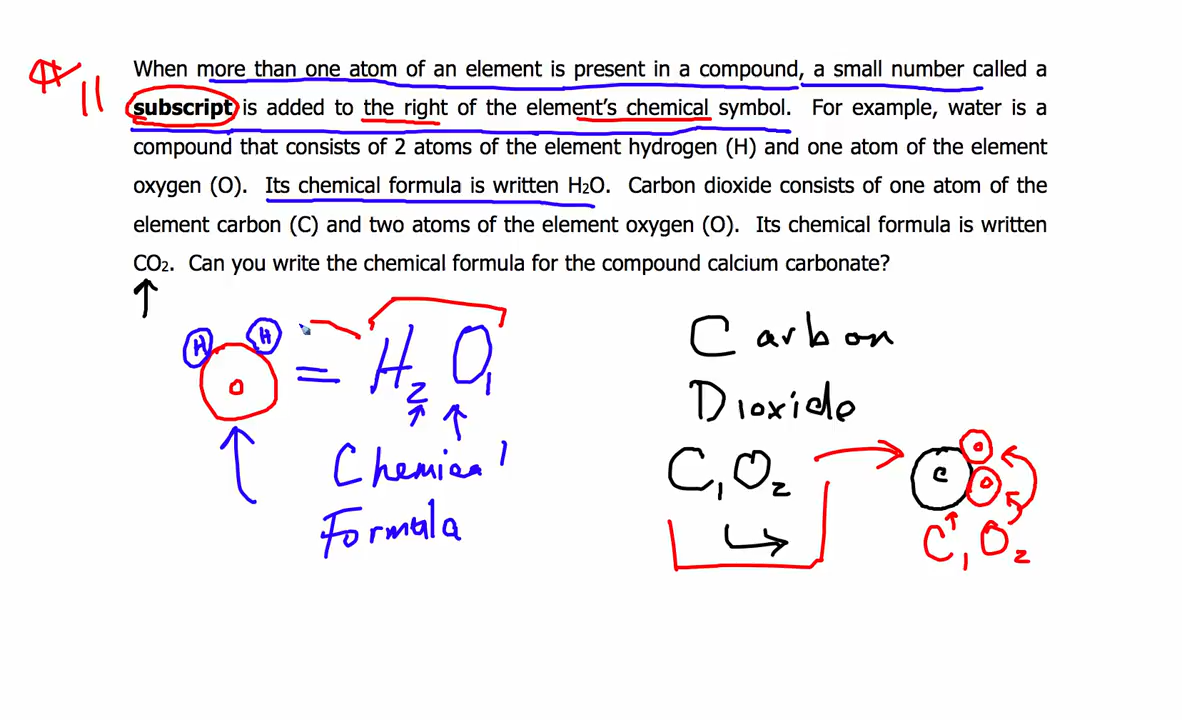 When more than one atom of an element is present in a compound, a small number called a
# 11
subscript is added to the right of the element's chemical symbol. For example, water is a
compound that consists of 2 atoms of the element hydrogen (H) and one atom of the element
oxygen (O). Its chemical formula is written H₂O. Carbon dioxide consists of one atom of the
element carbon (C) and two atoms of the element oxygen (O). Its chemical formula is written
CO₂. Can you write the chemical formula for the compound calcium carbonate?
H H
O = H₂O₁
Chemical
Formula
Carbon
Dioxide
C₁O₂
C O O
C₁O₂